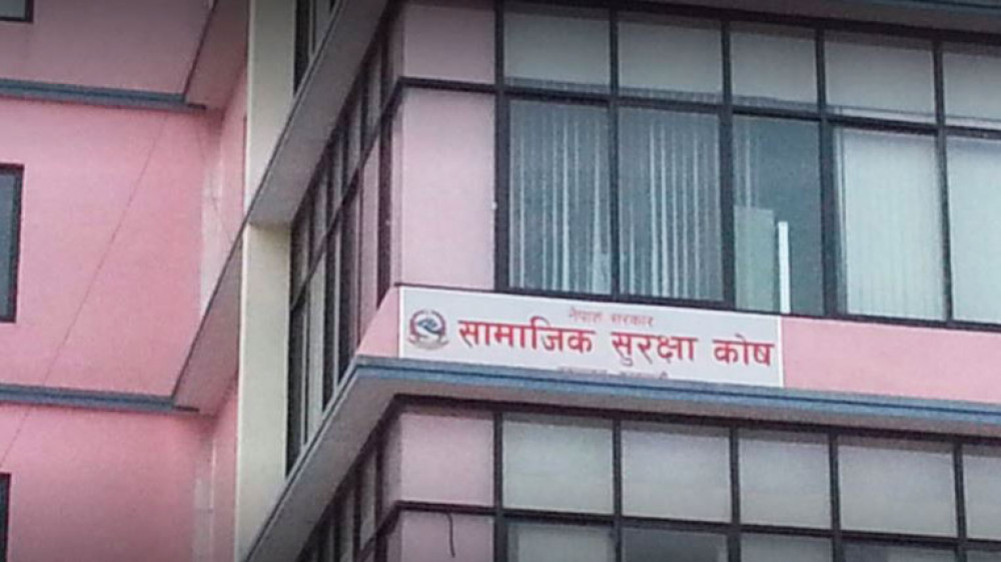 नेपाल सरकार
सामाजिक सुरक्षा कोष